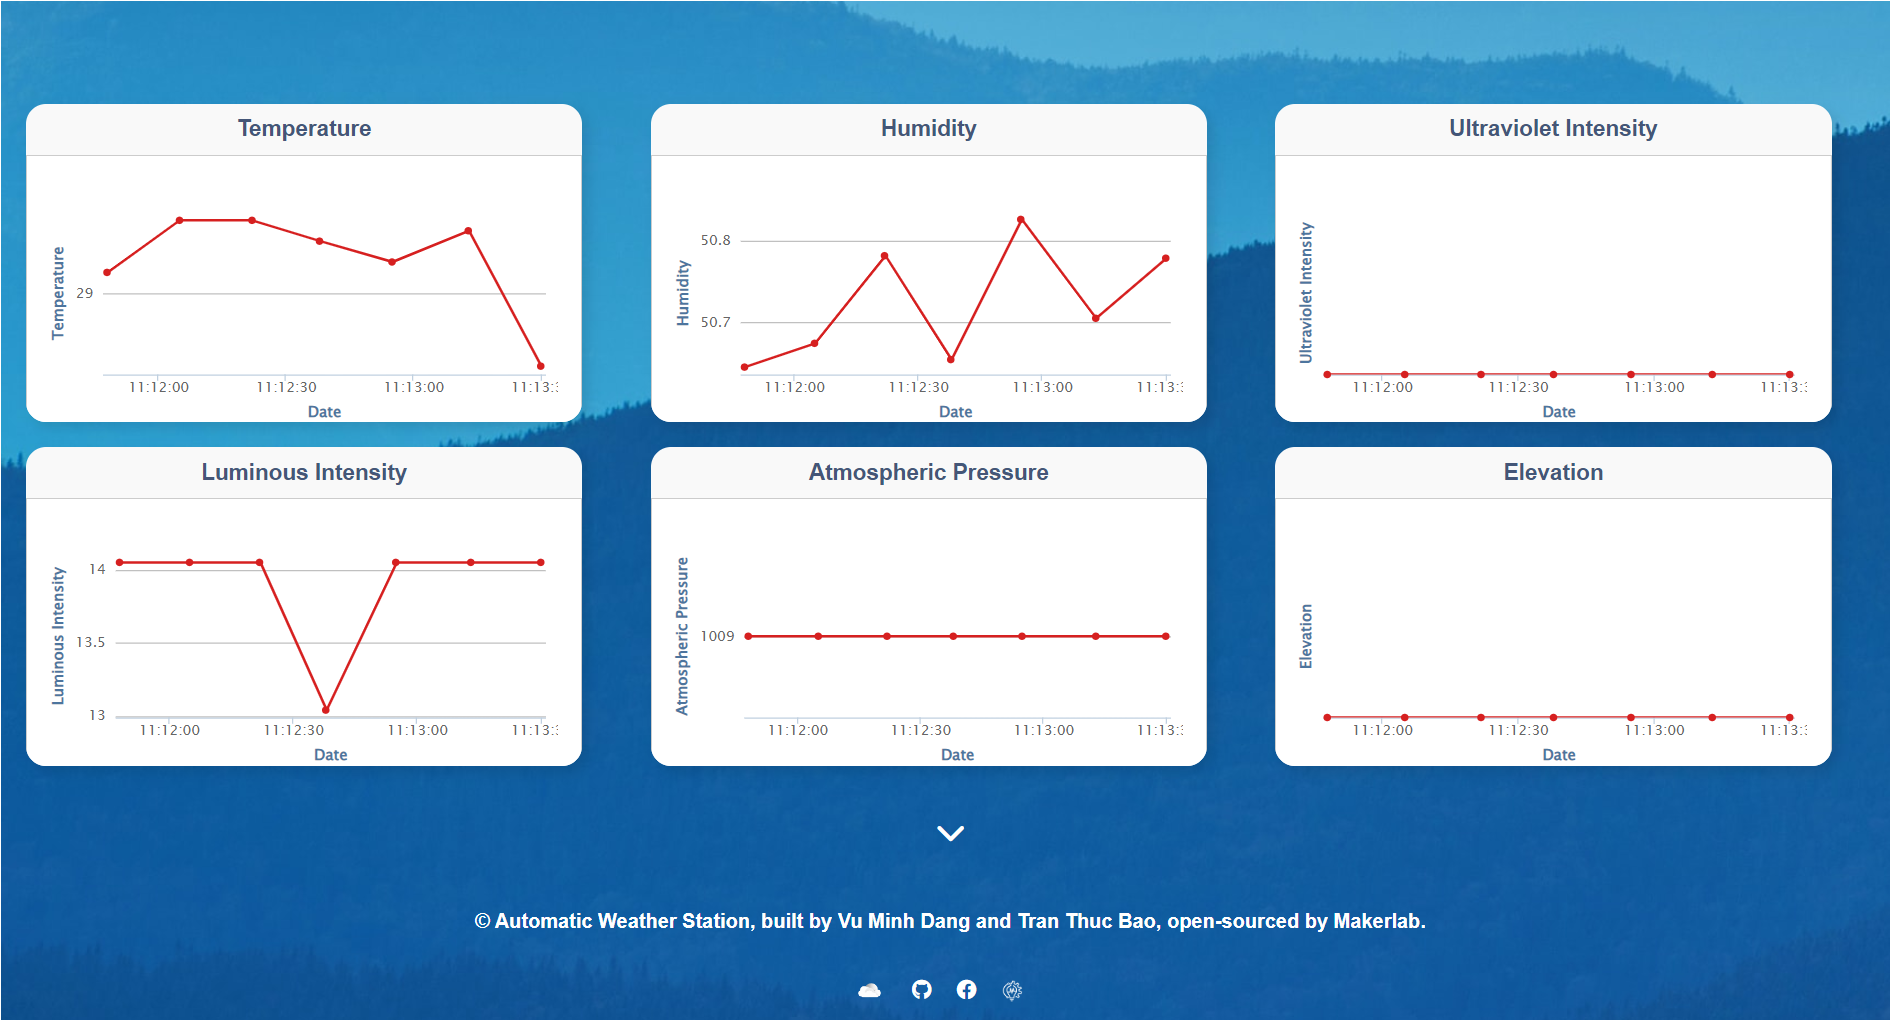 Temperature
Temperature
29
11:12:00 11:12:30 11:13:00 11:13:
Date
Humidity
Humidity
50.8
50.7
11:12:00 11:12:30 11:13:00 11:13:
Date
Ultraviolet Intensity
Ultraviolet Intensity
11:12:00 11:12:30 11:13:00 11:13:
Date
Luminous Intensity
Luminous Intensity
14
13.5
13
11:12:00 11:12:30 11:13:00 11:13:
Date
Atmospheric Pressure
Atmospheric Pressure
1009
11:12:00 11:12:30 11:13:00 11:13:
Date
Elevation
Elevation
11:12:00 11:12:30 11:13:00 11:13:
Date
© Automatic Weather Station, built by Vu Minh Dang and Tran Thuc Bao, open-sourced by Makerlab.